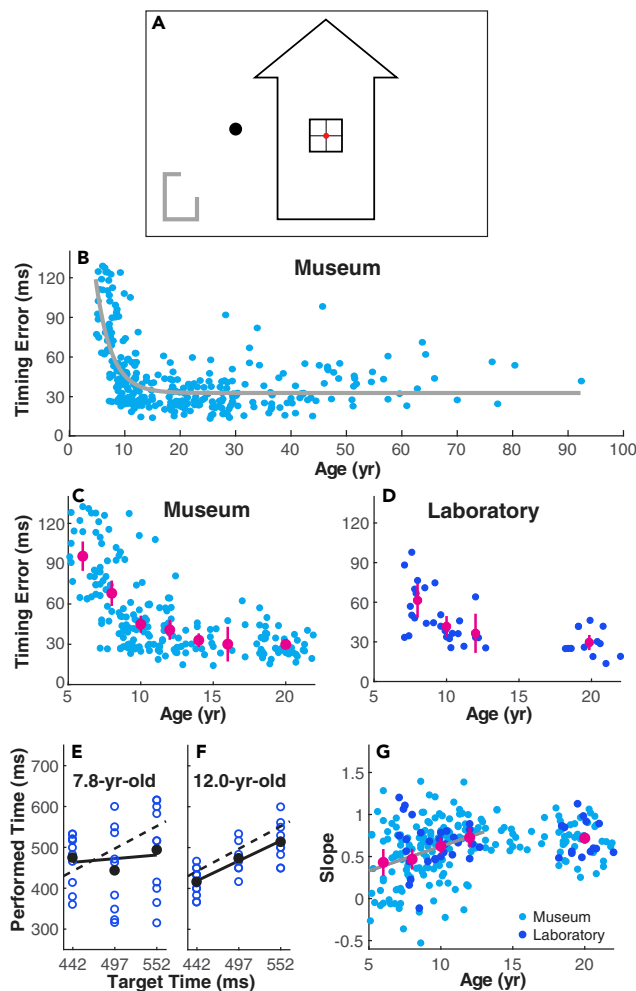 A
B
Museum
120
90
60
30
0
Timing Error (ms)
0 10 20 30 40 50 60 70 80 90 100
Age (yr)
C
Museum
120
90
60
30
0
Timing Error (ms)
5 10 15 20
Age (yr)
D
Laboratory
120
90
60
30
0
5 10 15 20
Age (yr)
E
7.8-yr-old
700
600
500
400
300
Performed Time (ms)
442 497 552
F
12.0-yr-old
442 497 552
Target Time (ms)
G
1.5
1
0.5
0
-0.5
Slope
Museum
Laboratory
5 10 15 20
Age (yr)